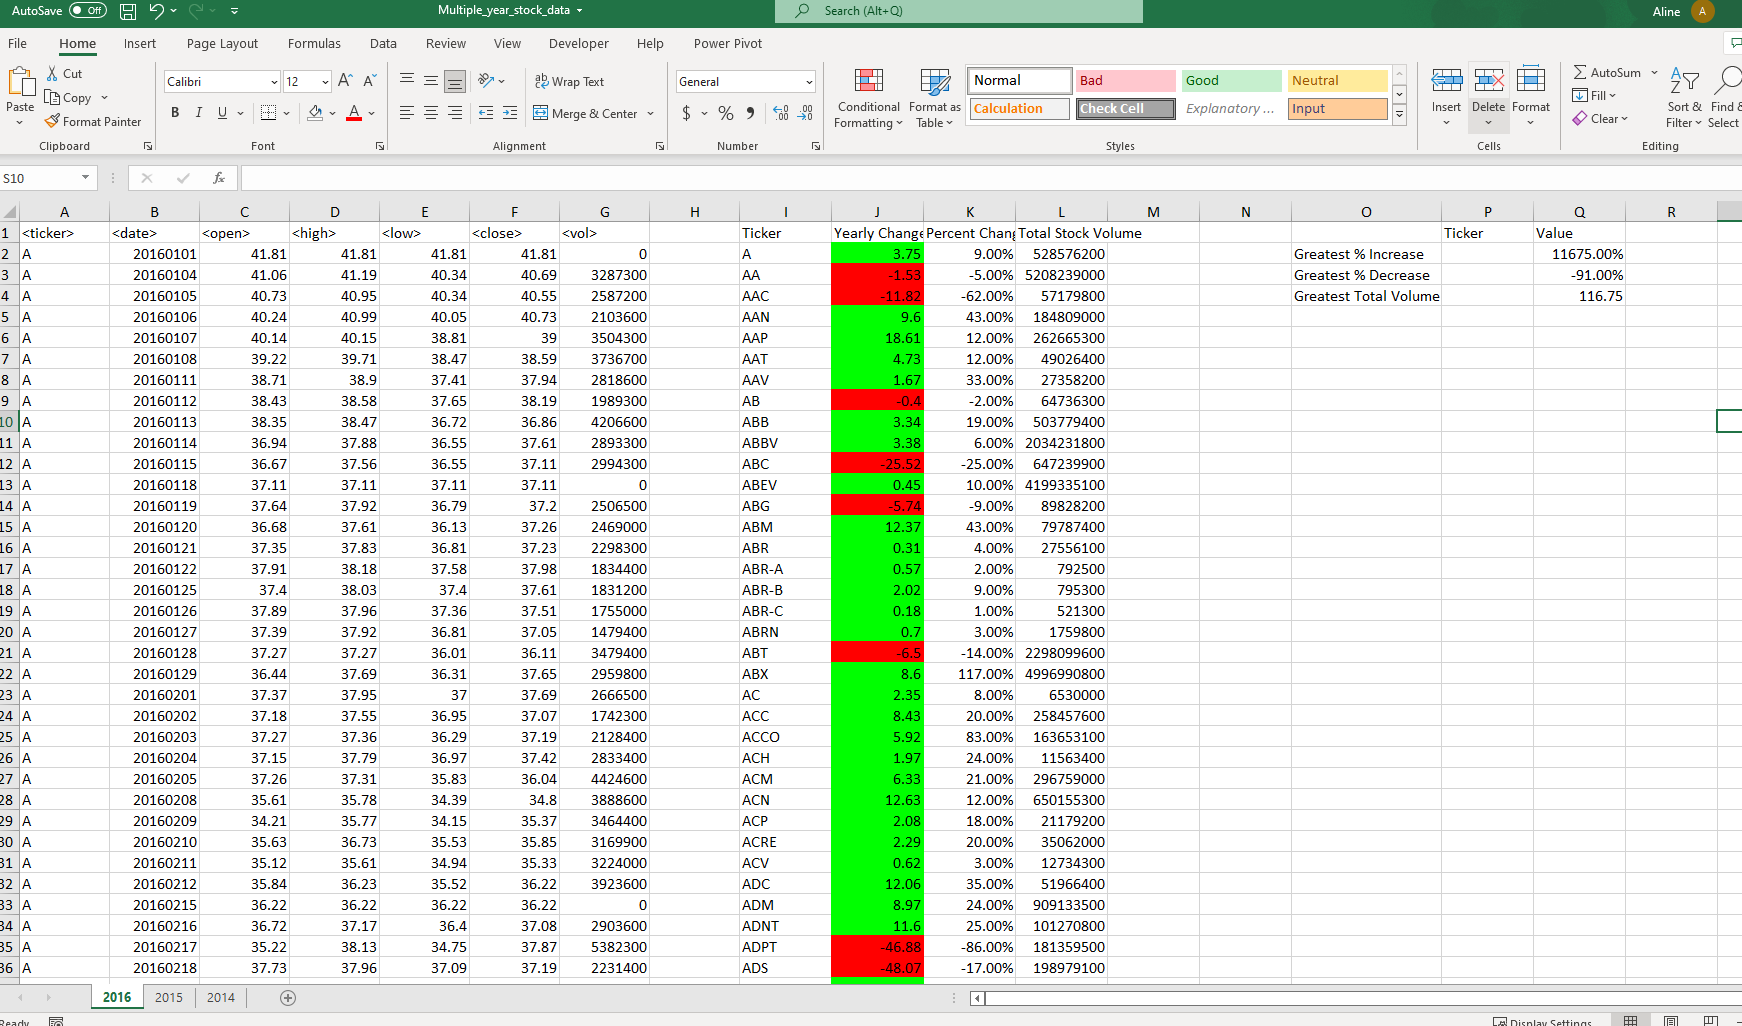 AutoSave Off Multiple_year_stock_data Search (Alt+Q) Aline A
File Home Insert Page Layout Formulas Data Review View Developer Help Power Pivot
Paste Cut Copy Format Painter Clipboard
Calibri 12 A A B I U A Font
ab Wrap Text Merge & Center Alignment
General $ % 9 Number
Conditional Formatting Format as Table
Normal Bad Good Neutral
Calculation Check Cell Explanatory ... Input
Styles
Insert Delete Format Cells
AutoSum Fill Clear Sort & Filter Find & Select Editing
S10 fx
A B C D E F G H I J K L M N O P Q R
1 <ticker> <date> <open> <high> <low> <close> <vol> Ticker Yearly Change Percent Chang Total Stock Volume Ticker Value
2 A 20160101 41.81 41.81 41.81 41.81 0 A 3.75 9.00% 528576200 Greatest % Increase 11675.00%
3 A 20160104 41.06 41.19 40.34 40.69 3287300 AA -1.53 -5.00% 5208239000 Greatest % Decrease -91.00%
4 A 20160105 40.73 40.95 40.34 40.55 2587200 AAC -11.82 -62.00% 57179800 Greatest Total Volume 116.75
5 A 20160106 40.24 40.99 40.05 40.73 2103600 AAN 9.6 43.00% 184809000
6 A 20160107 40.14 40.15 38.81 39 3504300 AAP 18.61 12.00% 262665300
7 A 20160108 39.22 39.71 38.47 38.59 3736700 AAT 4.73 12.00% 49026400
8 A 20160111 38.71 38.9 37.41 37.94 2818600 AAV 1.67 33.00% 27358200
9 A 20160112 38.43 38.58 37.65 38.19 1989300 AB -0.4 -2.00% 64736300
10 A 20160113 38.35 38.47 36.72 36.86 4206600 ABB 3.34 19.00% 503779400
11 A 20160114 36.94 37.88 36.55 37.61 2893300 ABBV 3.38 6.00% 2034231800
12 A 20160115 36.67 37.56 36.55 37.11 2994300 ABC -25.52 -25.00% 647239900
13 A 20160118 37.11 37.11 37.11 37.11 0 ABEV 0.45 10.00% 4199335100
14 A 20160119 37.64 37.92 36.79 37.2 2506500 ABG -5.74 -9.00% 89828200
15 A 20160120 36.68 37.61 36.13 37.26 2469000 ABM 12.37 43.00% 79787400
16 A 20160121 37.35 37.83 36.81 37.23 2298300 ABR 0.31 4.00% 27556100
17 A 20160122 37.91 38.18 37.58 37.98 1834400 ABR-A 0.57 2.00% 792500
18 A 20160125 37.4 38.03 37.4 37.61 1831200 ABR-B 2.02 9.00% 795300
19 A 20160126 37.89 37.96 37.36 37.51 1755000 ABR-C 0.18 1.00% 521300
20 A 20160127 37.39 37.92 36.81 37.05 1479400 ABRN 0.7 3.00% 1759800
21 A 20160128 37.27 37.27 36.01 36.11 3479400 ABT -6.5 -14.00% 2298099600
22 A 20160129 36.44 37.69 36.31 37.65 2959800 ABX 8.6 117.00% 4996990800
23 A 20160201 37.37 37.95 37 37.69 2666500 AC 2.35 8.00% 6530000
24 A 20160202 37.18 37.55 36.95 37.07 1742300 ACC 8.43 20.00% 258457600
25 A 20160203 37.27 37.36 36.29 37.19 2128400 ACCO 5.92 83.00% 163653100
26 A 20160204 37.15 37.79 36.97 37.42 2833400 ACH 1.97 24.00% 11563400
27 A 20160205 37.26 37.31 35.83 36.04 4424600 ACM 6.33 21.00% 296759000
28 A 20160208 35.61 35.78 34.39 34.8 3888600 ACN 12.63 12.00% 650155300
29 A 20160209 34.21 35.77 34.15 35.37 3464400 ACP 2.08 18.00% 21179200
30 A 20160210 35.63 36.73 35.53 35.85 3169900 ACRE 2.29 20.00% 35062000
31 A 20160211 35.12 35.61 34.94 35.33 3224000 ACV 0.62 3.00% 12734300
32 A 20160212 35.84 36.23 35.52 36.22 3923600 ADC 12.06 35.00% 51966400
33 A 20160215 36.22 36.22 36.22 36.22 0 ADM 8.97 24.00% 909133500
34 A 20160216 36.72 37.17 36.4 37.08 2903600 ADNT 11.6 25.00% 101270800
35 A 20160217 35.22 38.13 34.75 37.87 5382300 ADPT -46.88 -86.00% 181359500
36 A 20160218 37.73 37.96 37.09 37.19 2231400 ADS -48.07 -17.00% 198979100
2016 2015 2014
Ready Display Settings